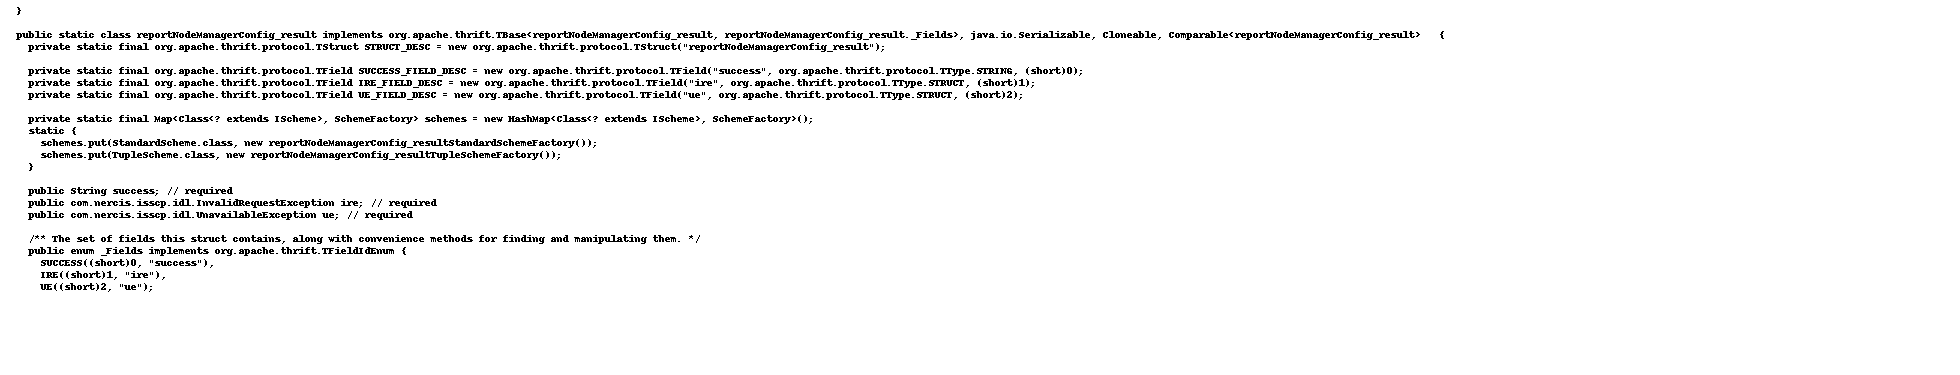 }
public static class reportNodeManagerConfig_result implements org.apache.thrift.TBase<reportNodeManagerConfig_result, reportNodeManagerConfig_result._Fields>, java.io.Serializable, Cloneable, Comparable<reportNodeManagerConfig_result>   {
  private static final org.apache.thrift.protocol.TStruct STRUCT_DESC = new org.apache.thrift.protocol.TStruct("reportNodeManagerConfig_result");
  private static final org.apache.thrift.protocol.TField SUCCESS_FIELD_DESC = new org.apache.thrift.protocol.TField("success", org.apache.thrift.protocol.TType.STRING, (short)0);
  private static final org.apache.thrift.protocol.TField IRE_FIELD_DESC = new org.apache.thrift.protocol.TField("ire", org.apache.thrift.protocol.TType.STRUCT, (short)1);
  private static final org.apache.thrift.protocol.TField UE_FIELD_DESC = new org.apache.thrift.protocol.TField("ue", org.apache.thrift.protocol.TType.STRUCT, (short)2);
  private static final Map<Class<? extends IScheme>, SchemeFactory> schemes = new HashMap<Class<? extends IScheme>, SchemeFactory>();
  static {
    schemes.put(StandardScheme.class, new reportNodeManagerConfig_resultStandardSchemeFactory());
    schemes.put(TupleScheme.class, new reportNodeManagerConfig_resultTupleSchemeFactory());
  }
  public String success; // required
  public com.nercis.isscp.idl.InvalidRequestException ire; // required
  public com.nercis.isscp.idl.UnavailableException ue; // required
  /** The set of fields this struct contains, along with convenience methods for finding and manipulating them. */
  public enum _Fields implements org.apache.thrift.TFieldIdEnum {
    SUCCESS((short)0, "success"),
    IRE((short)1, "ire"),
    UE((short)2, "ue");